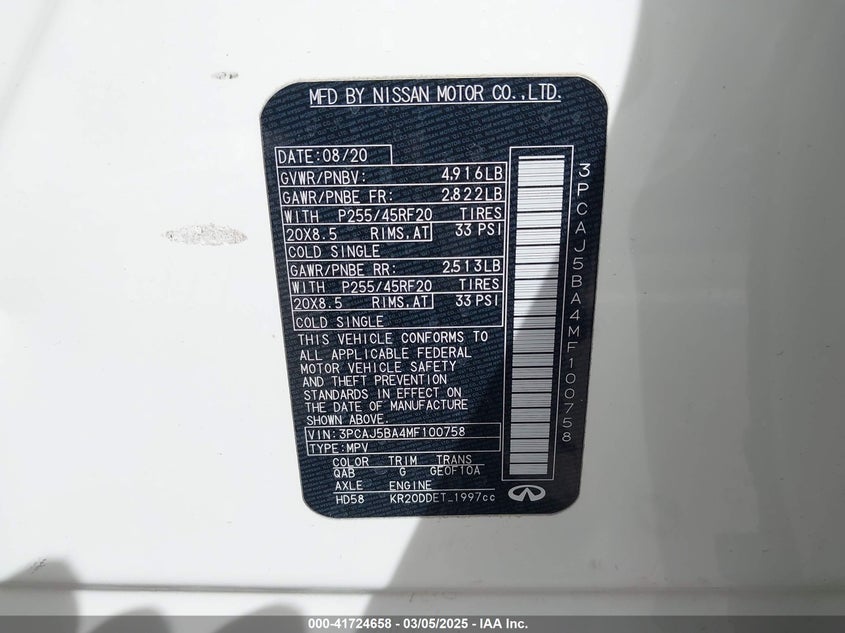 MFD BY NISSAN MOTOR CO.,LTD.
DATE:08/20
GVWR/PNBV: 4,916LB
GAWR/PNBE FR: 2,822LB
WITH P255/45RF20 TIRES
20X8.5 RIMS,AT 33 PSI
COLD SINGLE
GAWR/PNBE RR: 2,513LB
WITH P255/45RF20 TIRES
20X8.5 RIMS,AT 33 PSI
COLD SINGLE
THIS VEHICLE CONFORMS TO
ALL APPLICABLE FEDERAL
MOTOR VEHICLE SAFETY
AND THEFT PREVENTION
STANDARDS IN EFFECT ON
THE DATE OF MANUFACTURE
SHOWN ABOVE.
VIN: 3PCAJ5BA4MF100758
TYPE: MPV
COLOR TRIM TRANS
QAB G GE0F10A
AXLE ENGINE
HD58 KR20DDET_1997cc
3PCAJ5BA4MF100758
000-41724658 - 03/05/2025 - IAA Inc.